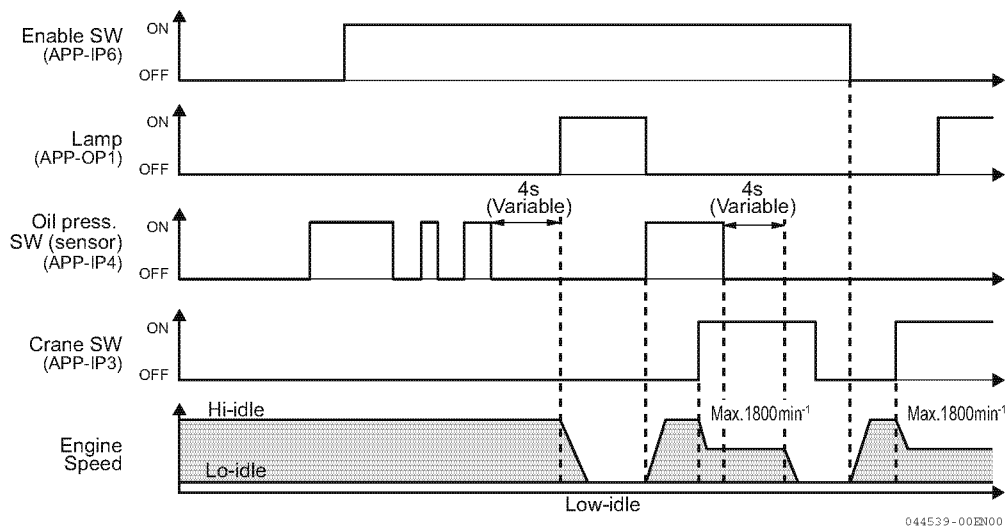 Enable SW
(APP-IP6)
ON
OFF
Lamp
(APP-OP1)
ON
OFF
4s
(Variable)
4s
(Variable)
Oil press.
SW (sensor)
(APP-IP4)
ON
OFF
Crane SW
(APP-IP3)
ON
OFF
Hi-idle
Max.1800min-1
Max.1800min-1
Engine
Speed
Lo-idle
Low-idle
044539-00EN00